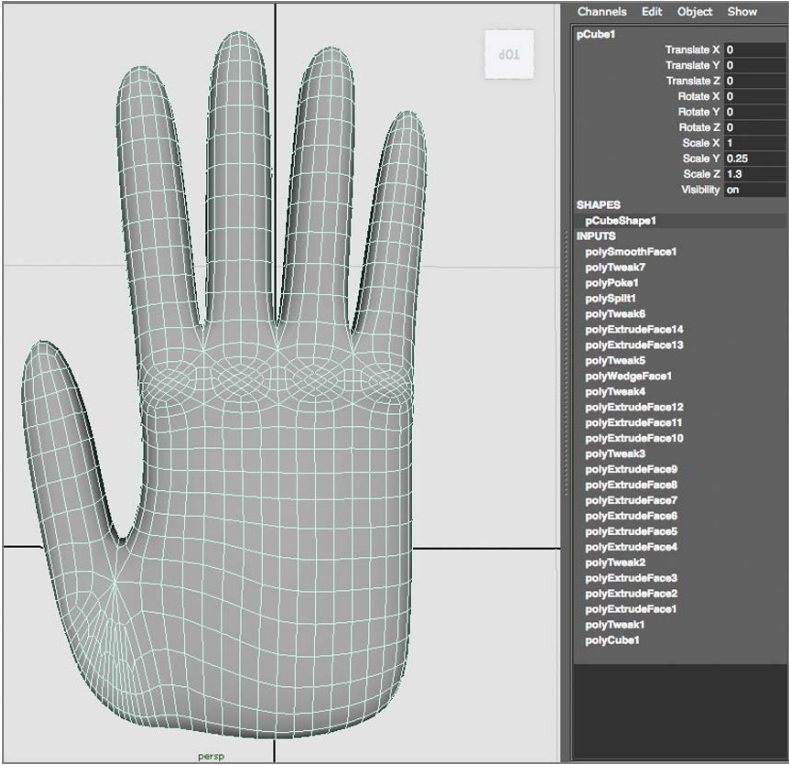 Channels Edit Object Show
pCube1
Translate X 0
Translate Y 0
Translate Z 0
Rotate X 0
Rotate Y 0
Rotate Z 0
Scale X 1
Scale Y 0.25
Scale Z 1.3
Visibility on
SHAPES
pCubeShape1
INPUTS
polySmoothFace1
polyTweak7
polyPoke1
polySplit1
polyTweak6
polyExtrudeFace14
polyExtrudeFace13
polyTweak5
polyWedgeFace1
polyTweak4
polyExtrudeFace12
polyExtrudeFace11
polyExtrudeFace10
polyTweak3
polyExtrudeFace9
polyExtrudeFace8
polyExtrudeFace7
polyExtrudeFace6
polyExtrudeFace5
polyExtrudeFace4
polyTweak2
polyExtrudeFace3
polyExtrudeFace2
polyExtrudeFace1
polyTweak1
polyCube1
TOP
persp